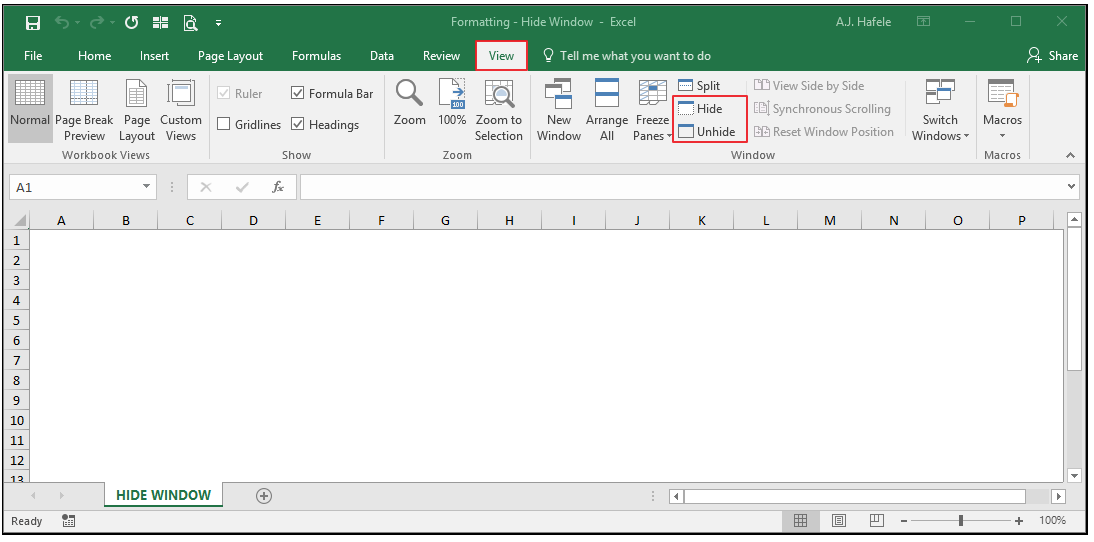 Formatting - Hide Window - Excel
A.J. Hafele
File Home Insert Page Layout Formulas Data Review View Tell me what you want to do Share
Normal
Page Break Preview
Page Layout
Custom Views
Workbook Views
Ruler
Formula Bar
Gridlines
Headings
Show
Zoom
100
100%
Zoom to Selection
Zoom
New Window
Arrange All
Freeze Panes
Split
Hide
Unhide
View Side by Side
Synchronous Scrolling
Reset Window Position
Switch Windows
Window
Macros
Macros
A1
fx
A B C D E F G H I J K L M N O P
1
2
3
4
5
6
7
8
9
10
11
12
13
HIDE WINDOW
Ready
100%